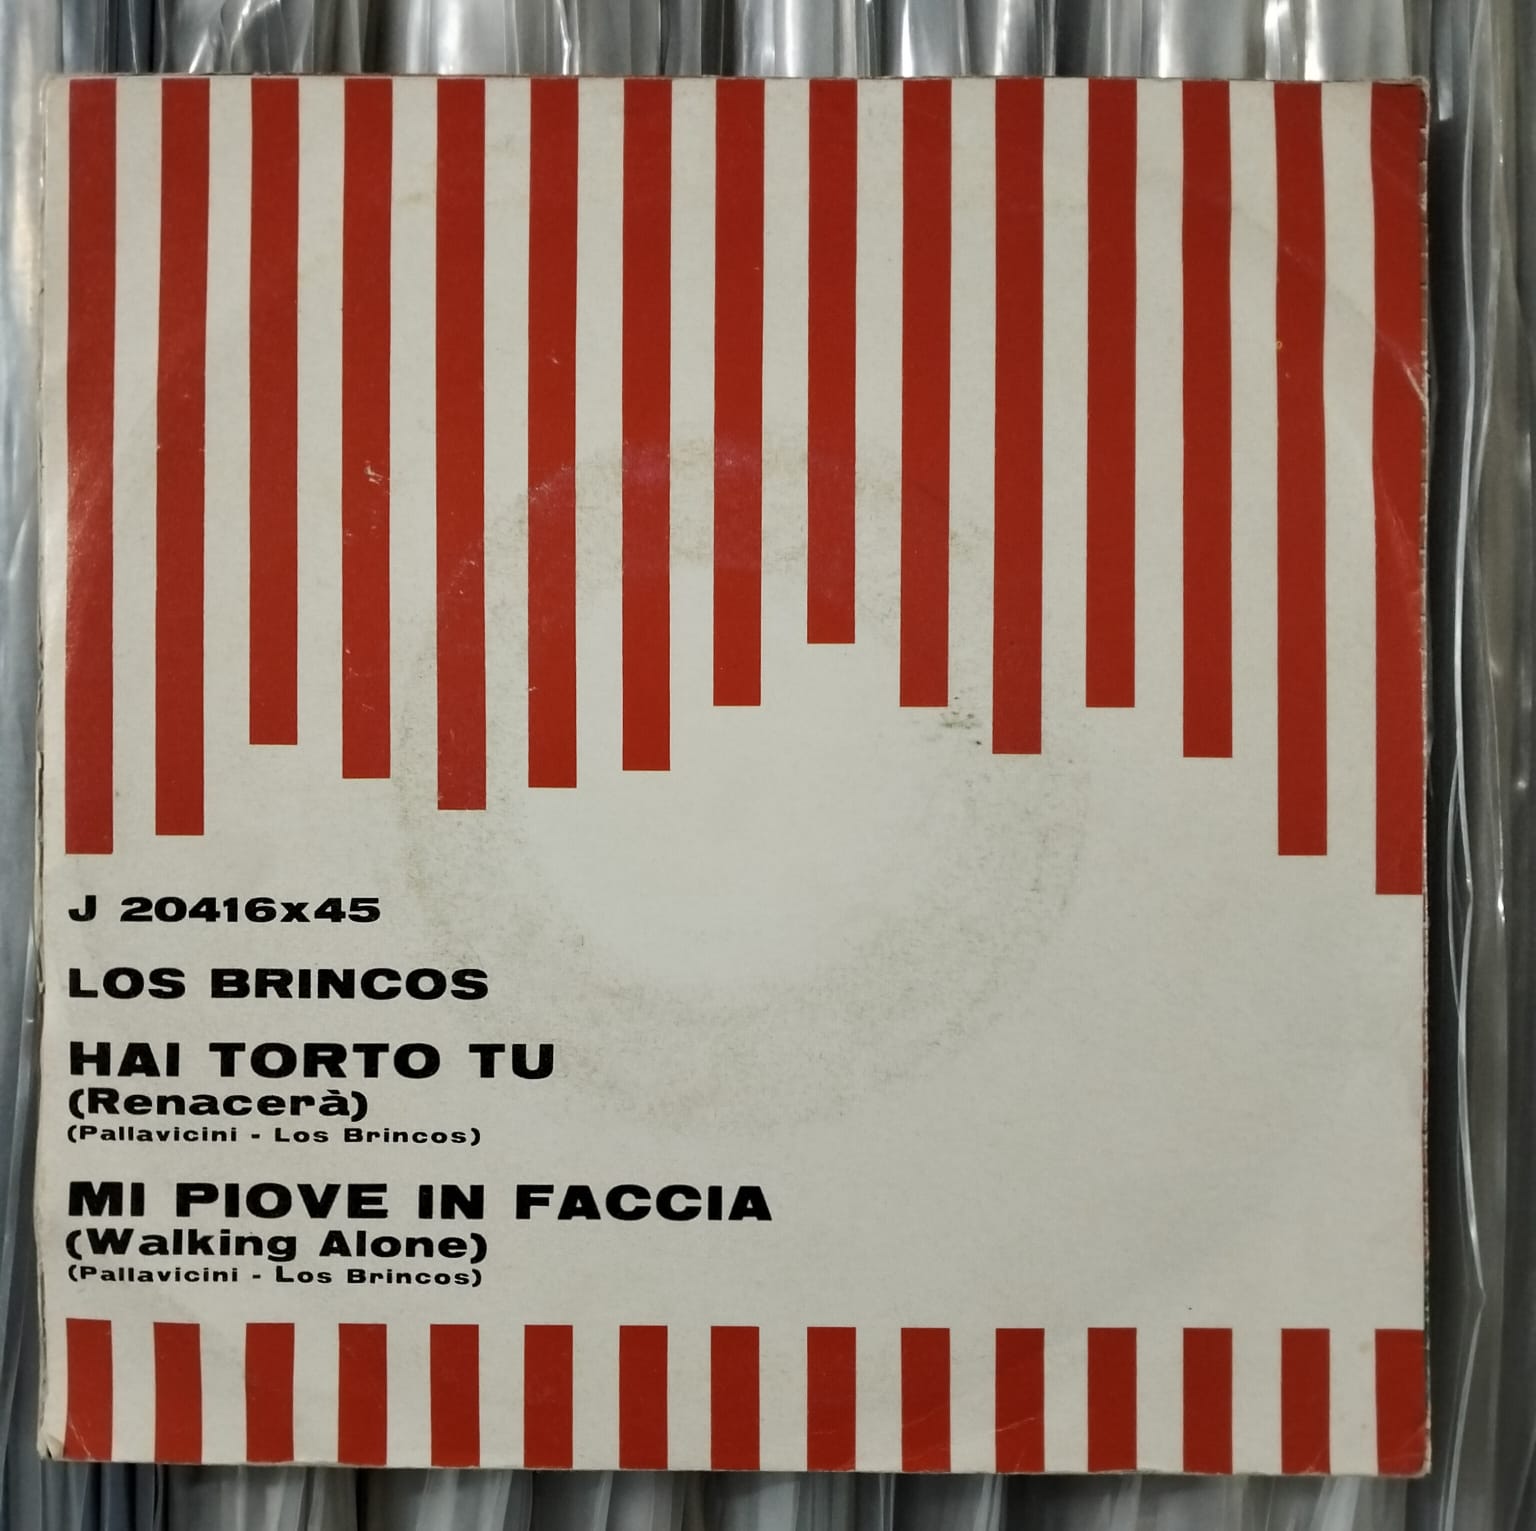 J 20416x45
LOS BRINCOS
HAI TORTO TU
(Renacerà)
(Pallavicini - Los Brincos)
MI PIOVE IN FACCIA
(Walking Alone)
(Pallavicini - Los Brincos)